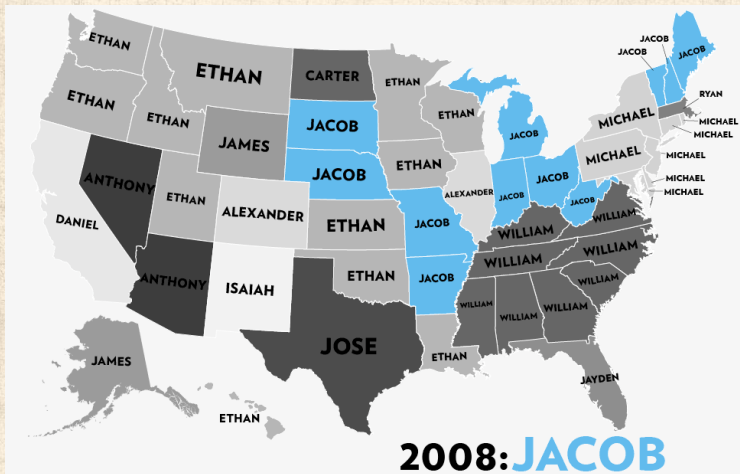 ETHAN
ETHAN
CARTER
ETHAN
JACOB
JACOB
JACOB
ETHAN
ETHAN
JAMES
JACOB
JACOB
ETHAN
ETHAN
ALEXANDER
JACOB
JACOB
JACOB
JACOB
MICHAEL
MICHAEL
RYAN
MICHAEL
MICHAEL
MICHAEL
MICHAEL
MICHAEL
DANIEL
ANTHONY
ETHAN
ALEXANDER
ETHAN
JACOB
WILLIAM
WILLIAM
ANTHONY
ISAIAH
ETHAN
JACOB
WILLIAM
WILLIAM
WILLIAM
JOSE
ETHAN
WILLIAM
WILLIAM
WILLIAM
JAYDEN
JAMES
ETHAN
2008: JACOB